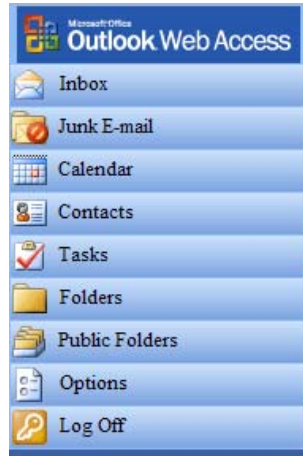 Microsoft Office
Outlook Web Access
Inbox
Junk E-mail
Calendar
Contacts
Tasks
Folders
Public Folders
Options
Log Off